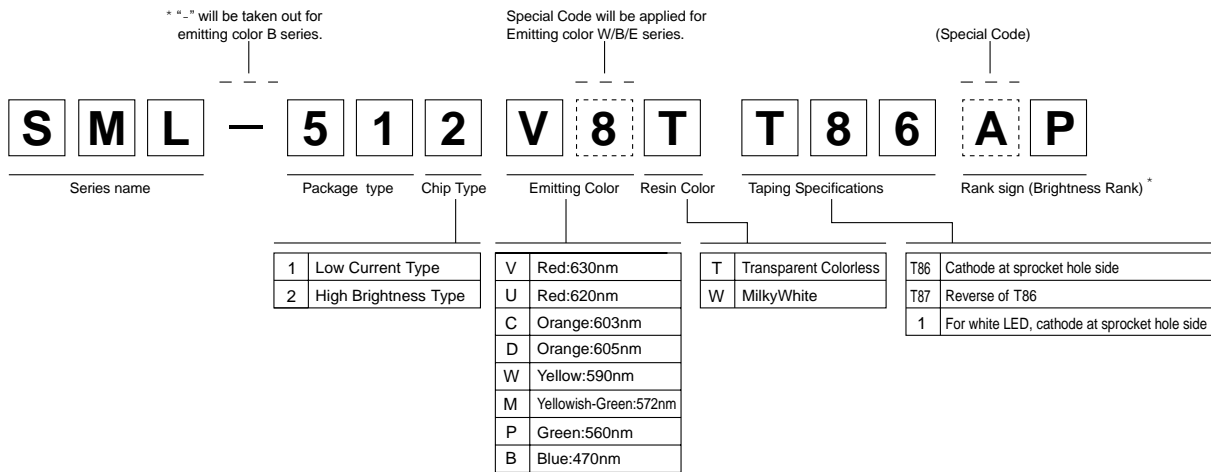 * “-” will be taken out for
emitting color B series.
Special Code will be applied for
Emitting color W/B/E series.
(Special Code)
S M L — 5 1 2 V 8 T T 8 6 A P
Series name
Package type
Chip Type
Emitting Color
Resin Color
Taping Specifications
Rank sign (Brightness Rank) *
1 Low Current Type
2 High Brightness Type
V Red:630nm
U Red:620nm
C Orange:603nm
D Orange:605nm
W Yellow:590nm
M Yellowish-Green:572nm
P Green:560nm
B Blue:470nm
T Transparent Colorless
W MilkyWhite
T86 Cathode at sprocket hole side
T87 Reverse of T86
1 For white LED, cathode at sprocket hole side